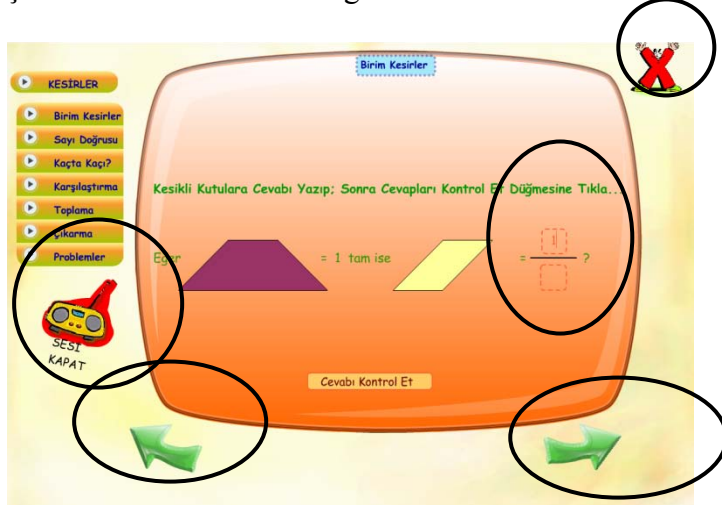 Birim Kesirler
KESİRLER
Birim Kesirler
Sayı Doğrusu
Kaçta Kaçı?
Karşılaştırma
Toplama
Çıkarma
Problemler
Kesikli Kutulara Cevabı Yazıp; Sonra Cevapları Kontrol Et Düğmesine Tıkla...
Eğer = 1 tam ise = 1 ?
SESİ
KAPAT
Cevabı Kontrol Et